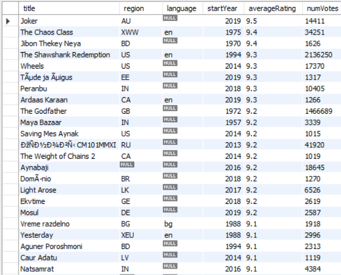 title region language startYear averageRating numVotes
Joker AU NULL 2019 9.5 14411
The Chaos Class XWW en 1975 9.4 34251
Jibon Thekey Neya BD NULL 1970 9.4 1626
The Shawshank Redemption US en 1994 9.3 2136250
Wheels US NULL 2014 9.3 17370
TÃµde ja Ãµigus EE NULL 2019 9.3 1317
Peranbu IN NULL 2018 9.3 10405
Ardaas Karaan CA en 2019 9.3 1266
The Godfather GB NULL 1972 9.2 1466689
Maya Bazaar IN NULL 1957 9.2 3339
Saving Mes Aynak US NULL 2014 9.2 1015
RU NULL 2013 9.2 41920
The Weight of Chains 2 CA NULL 2014 9.2 1019
Aynabaji NULL NULL 2016 9.2 18645
DomÃ­nio BR NULL 2018 9.2 1270
Light Arose LK NULL 2017 9.2 6526
Ekvtime GE NULL 2018 9.2 2619
Mosul DE NULL 2019 9.2 2587
Vreme razdelno BG bg 1988 9.1 1918
Yesterday XEU en 1988 9.1 2996
Aguner Poroshmoni BD NULL 1994 9.1 2313
Caur Adatu LV NULL 2014 9.1 1119
Natsamrat IN NULL 2016 9.1 4384